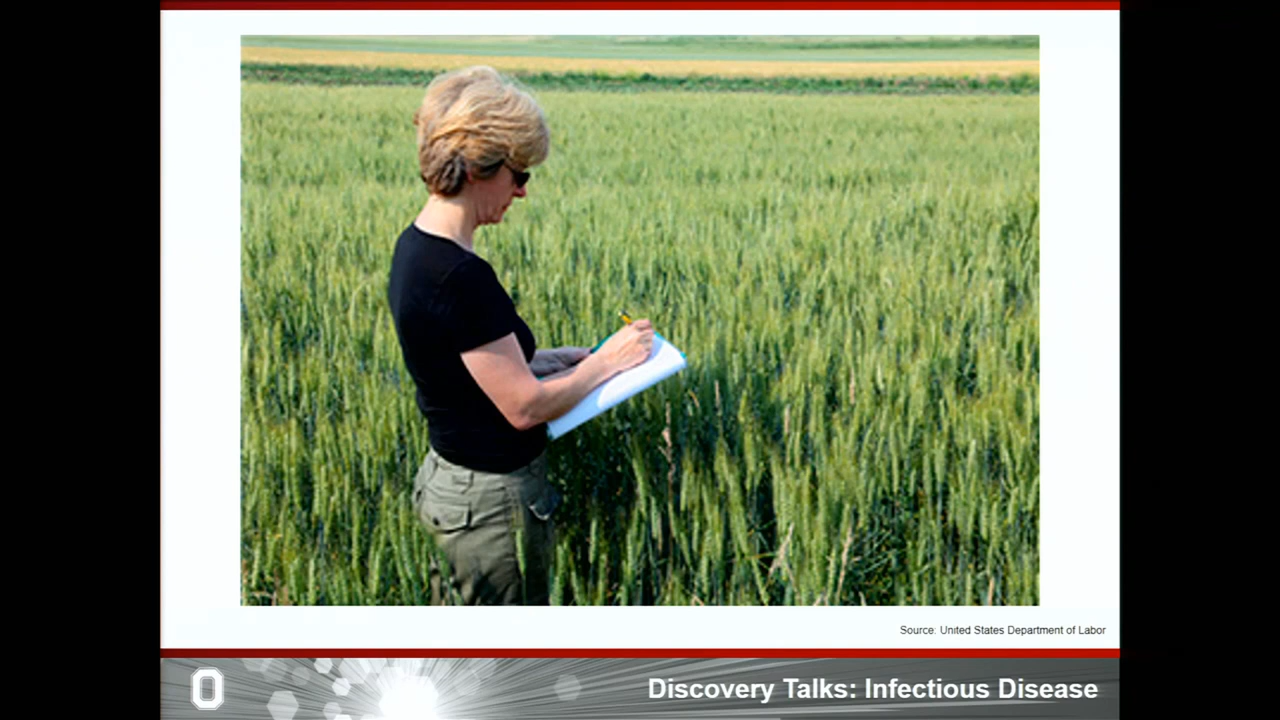 Source: United States Department of Labor
O
Discovery Talks: Infectious Disease